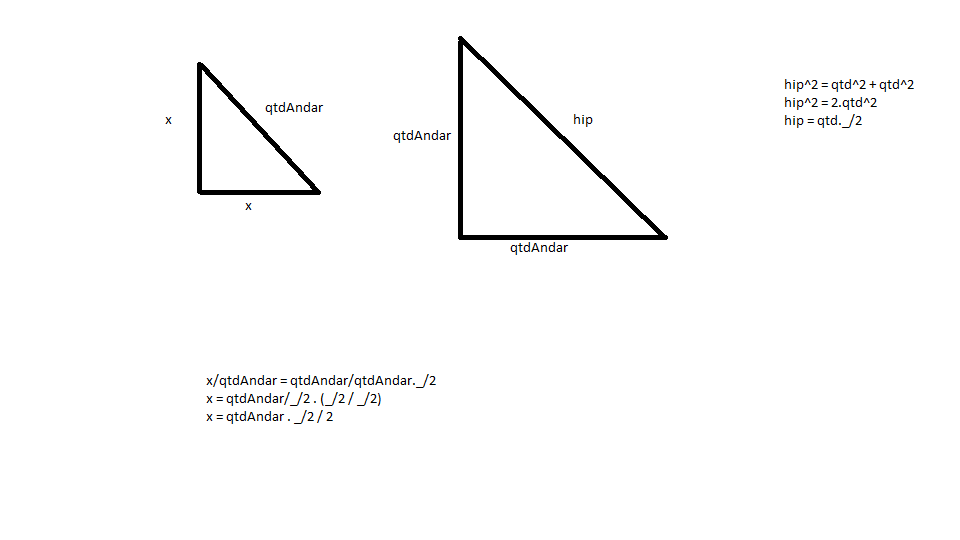 x
qtdAndar
x
qtdAndar
hip
qtdAndar
hip^2 = qtd^2 + qtd^2
hip^2 = 2.qtd^2
hip = qtd._/2
x/qtdAndar = qtdAndar/qtdAndar._/2
x = qtdAndar/_/2 . (_/2 / _/2)
x = qtdAndar . _/2 / 2